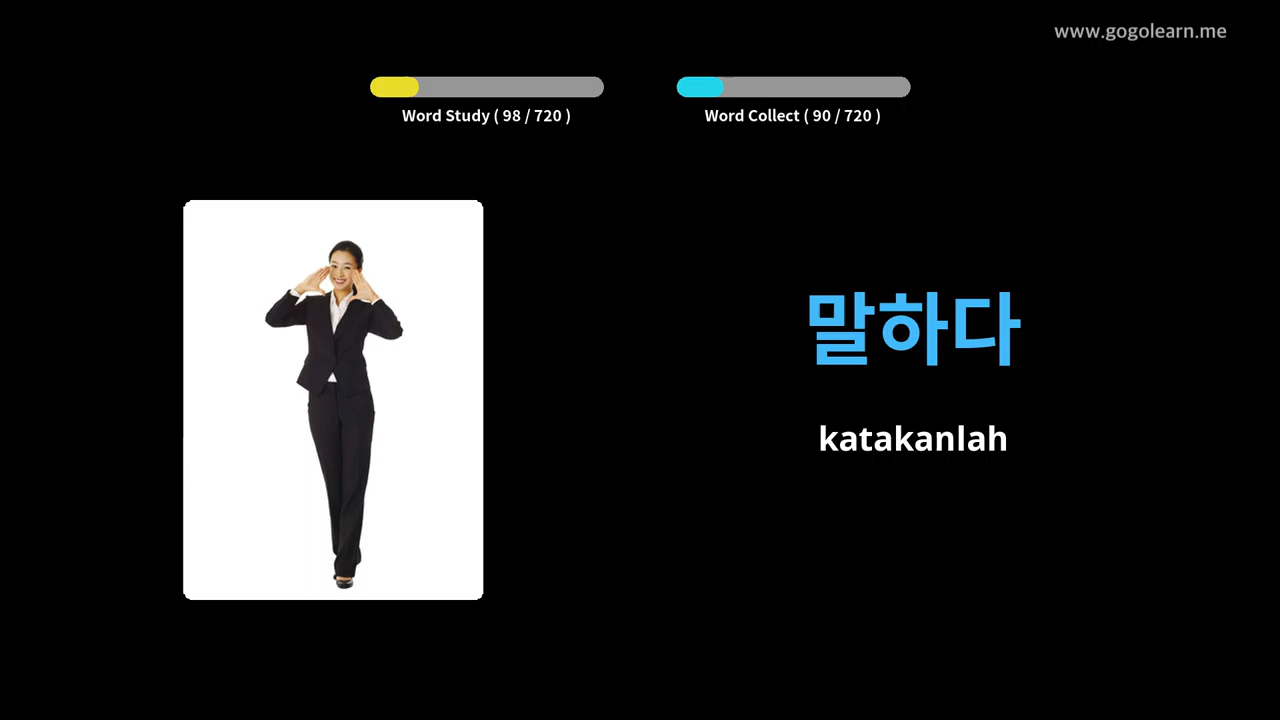 www.gogolearn.me
Word Study ( 98 / 720 )
Word Collect ( 90 / 720 )
말하다
katakanlah